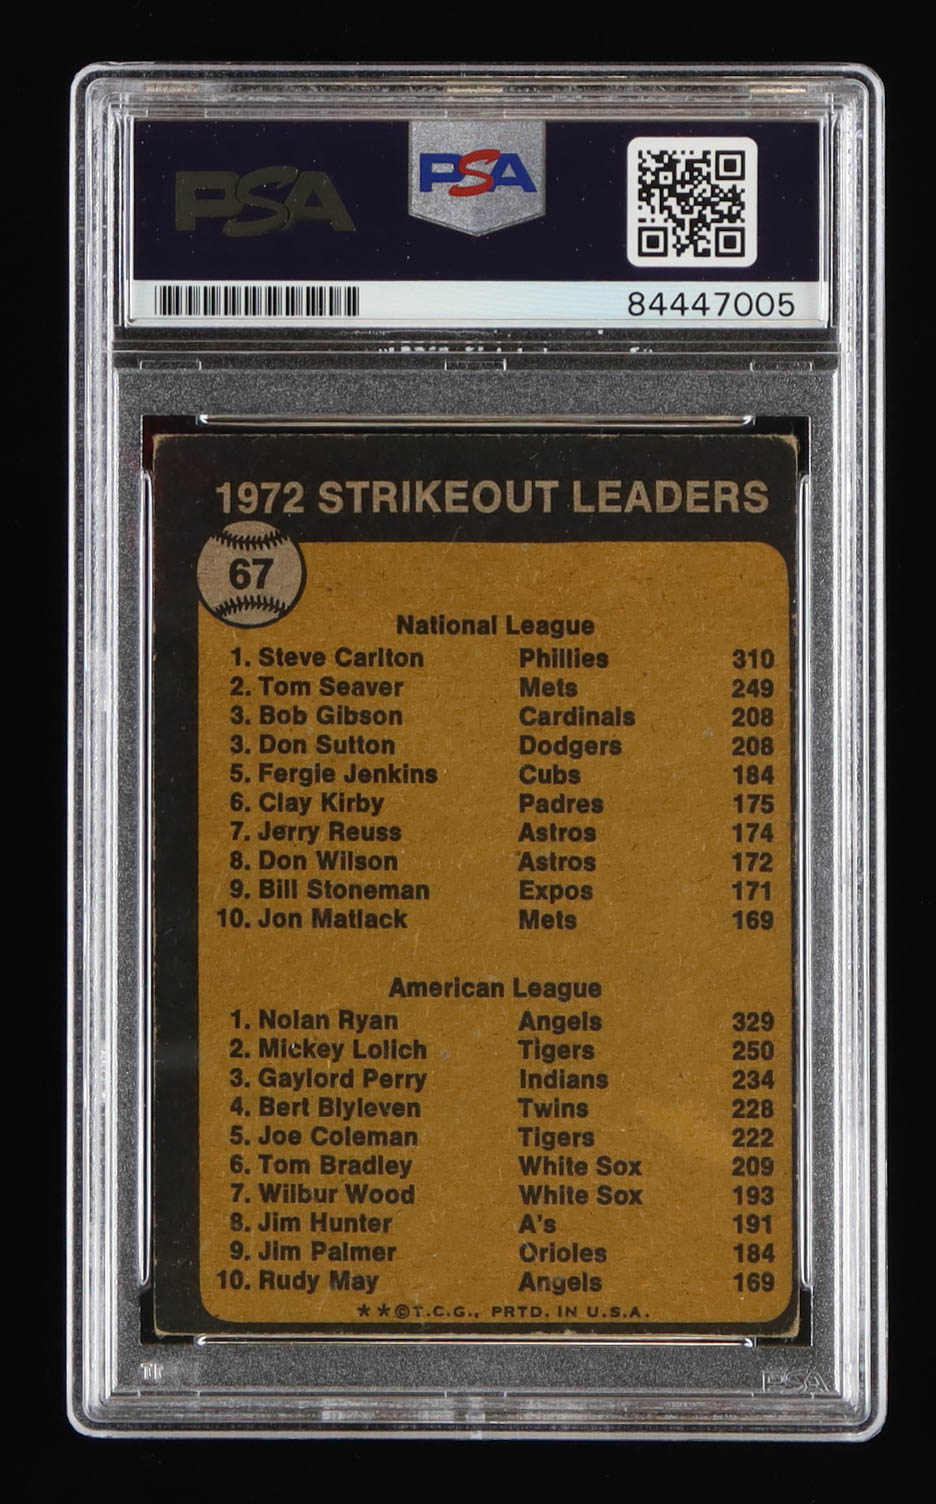 PSA
PSA
84447005
1972 STRIKEOUT LEADERS
67
National League
1. Steve Carlton Phillies 310
2. Tom Seaver Mets 249
3. Bob Gibson Cardinals 208
3. Don Sutton Dodgers 208
5. Fergie Jenkins Cubs 184
6. Clay Kirby Padres 175
7. Jerry Reuss Astros 174
8. Don Wilson Astros 172
9. Bill Stoneman Expos 171
10. Jon Matlack Mets 169
American League
1. Nolan Ryan Angels 329
2. Mickey Lolich Tigers 250
3. Gaylord Perry Indians 234
4. Bert Blyleven Twins 228
5. Joe Coleman Tigers 222
6. Tom Bradley White Sox 209
7. Wilbur Wood White Sox 193
8. Jim Hunter A's 191
9. Jim Palmer Orioles 184
10. Rudy May Angels 169
**©T.C.G., PRTD. IN U.S.A.
PSA